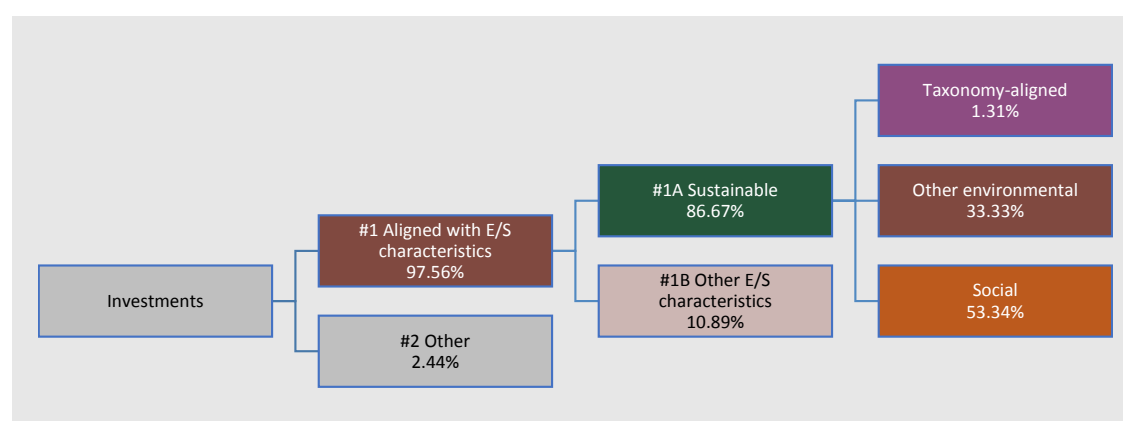 Investments
#1 Aligned with E/S
characteristics
97.56%
#2 Other
2.44%
#1A Sustainable
86.67%
#1B Other E/S
characteristics
10.89%
Taxonomy-aligned
1.31%
Other environmental
33.33%
Social
53.34%